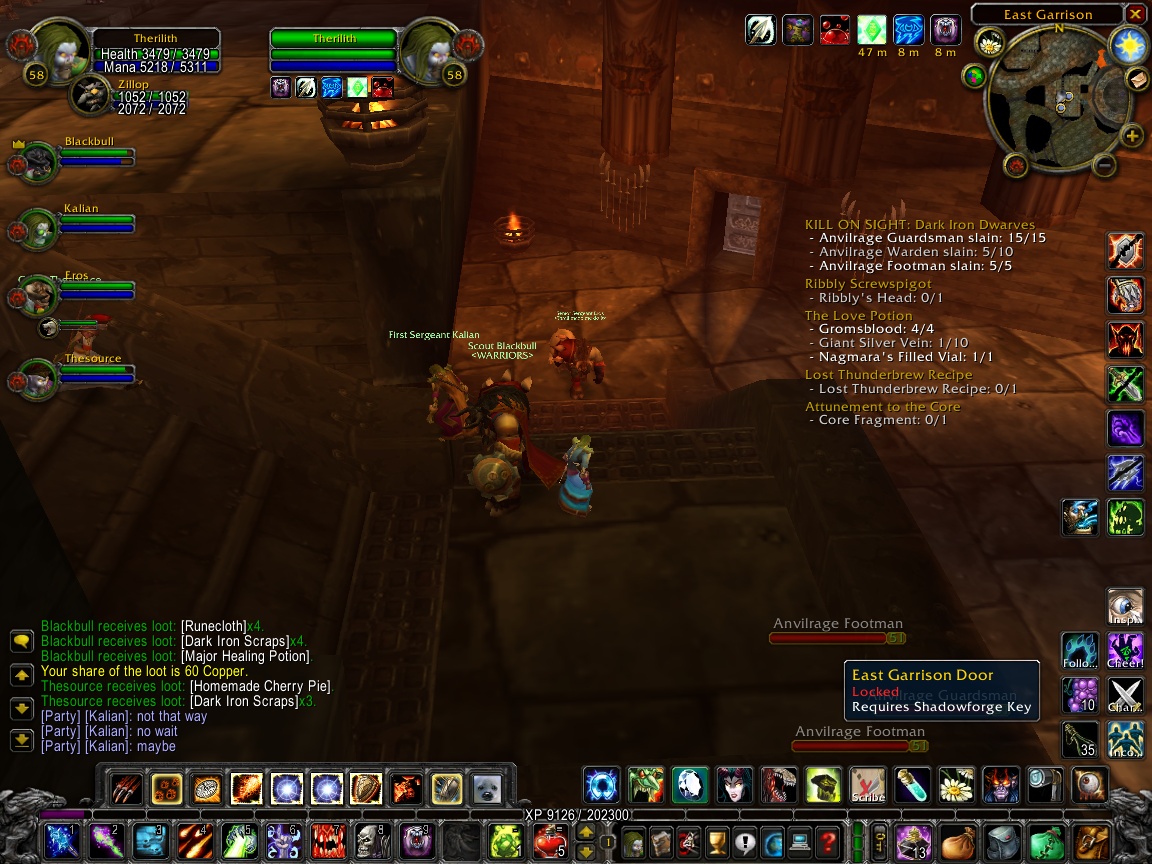 Therilith
Health 3479 / 3479
Mana 5218 / 5311
58
Zillop
1052 / 1052
2072 / 2072
Therilith
58
47 m
8 m
8 m
East Garrison
N
Blackbull
Kalian
Eros
Thesource
KILL ON SIGHT: Dark Iron Dwarves
- Anvilrage Guardsman slain: 15/15
- Anvilrage Warden slain: 5/10
- Anvilrage Footman slain: 5/5
Ribbly Screwspigot
- Ribbly's Head: 0/1
The Love Potion
- Gromsblood: 4/4
- Giant Silver Vein: 1/10
- Nagmara's Filled Vial: 1/1
Lost Thunderbrew Recipe
- Lost Thunderbrew Recipe: 0/1
Attunement to the Core
- Core Fragment: 0/1
First Sergeant Kalian
Scout Blackbull
<WARRIORS>
Blackbull receives loot: [Runecloth]x4.
Blackbull receives loot: [Dark Iron Scraps]x4.
Blackbull receives loot: [Major Healing Potion].
Your share of the loot is 60 Copper.
Thesource receives loot: [Homemade Cherry Pie].
Thesource receives loot: [Dark Iron Scraps]x3.
[Party] [Kalian]: not that way
[Party] [Kalian]: no wait
[Party] [Kalian]: maybe
Anvilrage Footman
51
East Garrison Door
Locked
Anvilrage Guardsman
Requires Shadowforge Key
Anvilrage Footman
51
Insp..
Follo...
Cheer!
10
Char..
35
Scribe
XP 9126 / 202300
1
2
3
4
5
6
7
8
9
5
1
13